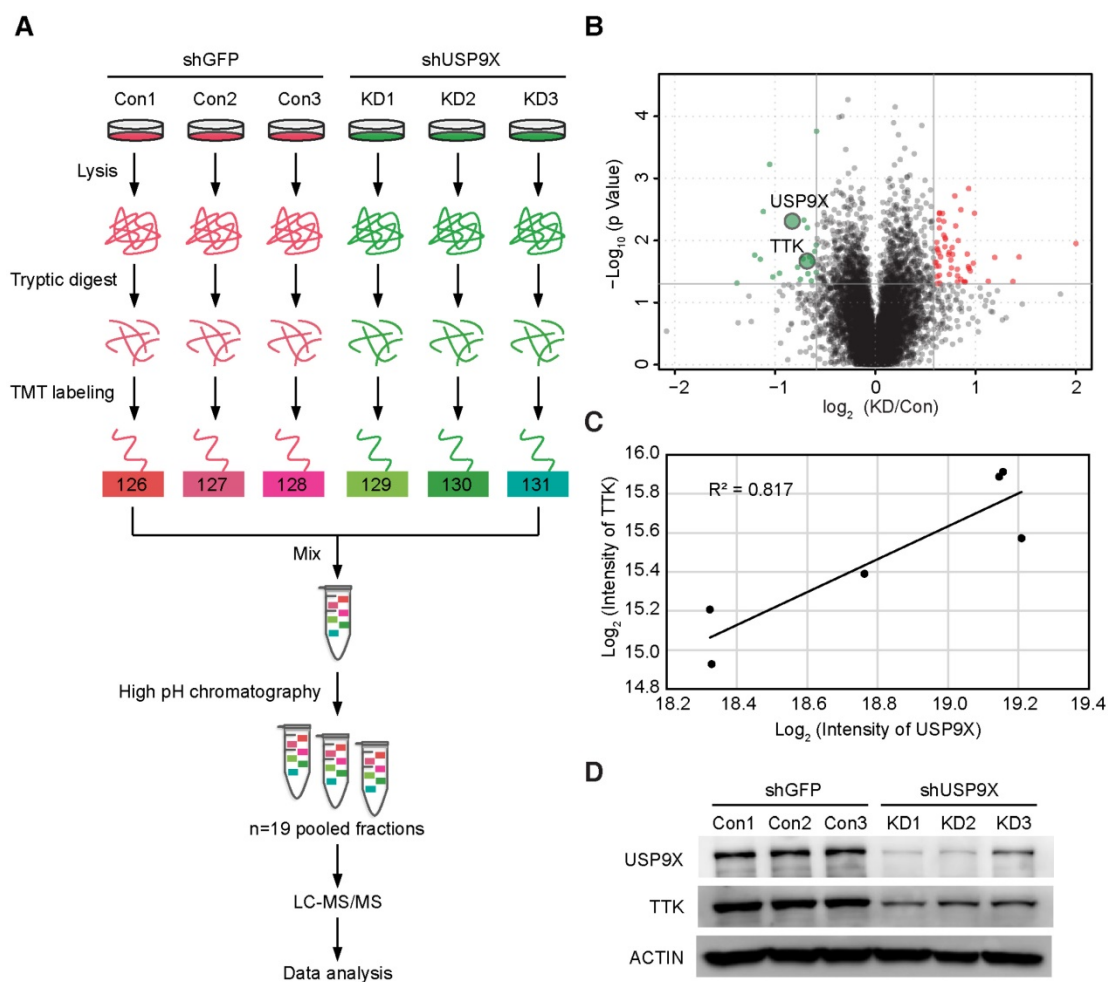 A
shGFP shUSP9X
Con1 Con2 Con3 KD1 KD2 KD3
Lysis
Tryptic digest
TMT labeling
126 127 128 129 130 131
Mix
High pH chromatography
n=19 pooled fractions
LC-MS/MS
Data analysis
B
−Log10 (p Value)
4
3
2
1
0
USP9X
TTK
−2 −1 0 1 2
log2 (KD/Con)
C
Log2 (Intensity of TTK)
16.0
15.8
15.6
15.4
15.2
15.0
14.8
R² = 0.817
18.2 18.4 18.6 18.8 19.0 19.2 19.4
Log2 (Intensity of USP9X)
D
shGFP shUSP9X
Con1 Con2 Con3 KD1 KD2 KD3
USP9X
TTK
ACTIN